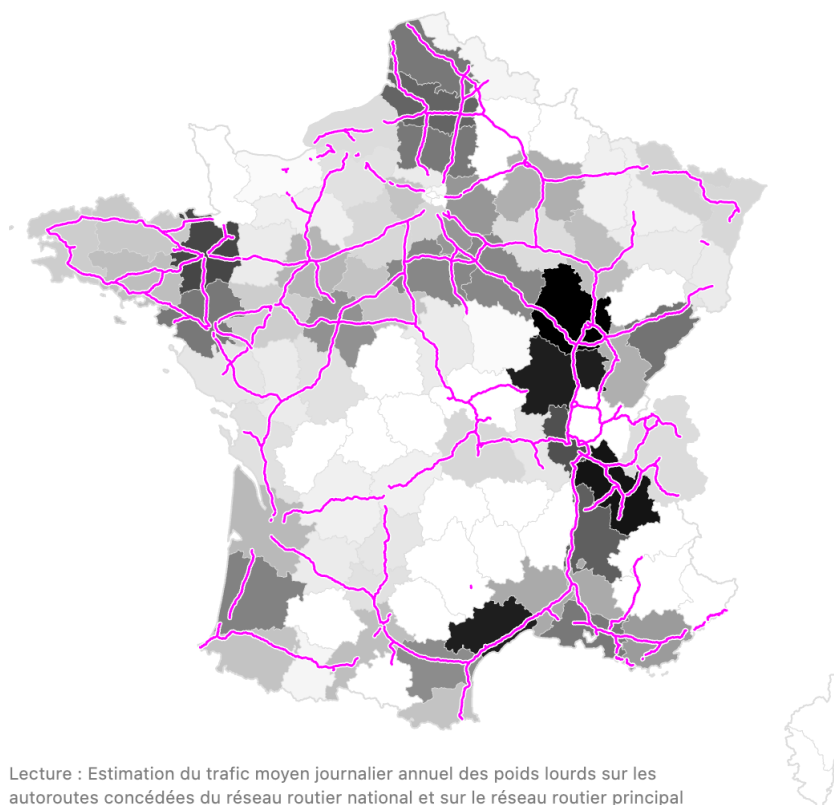 Lecture : Estimation du trafic moyen journalier annuel des poids lourds sur les
autoroutes concédées du réseau routier national et sur le réseau routier principal